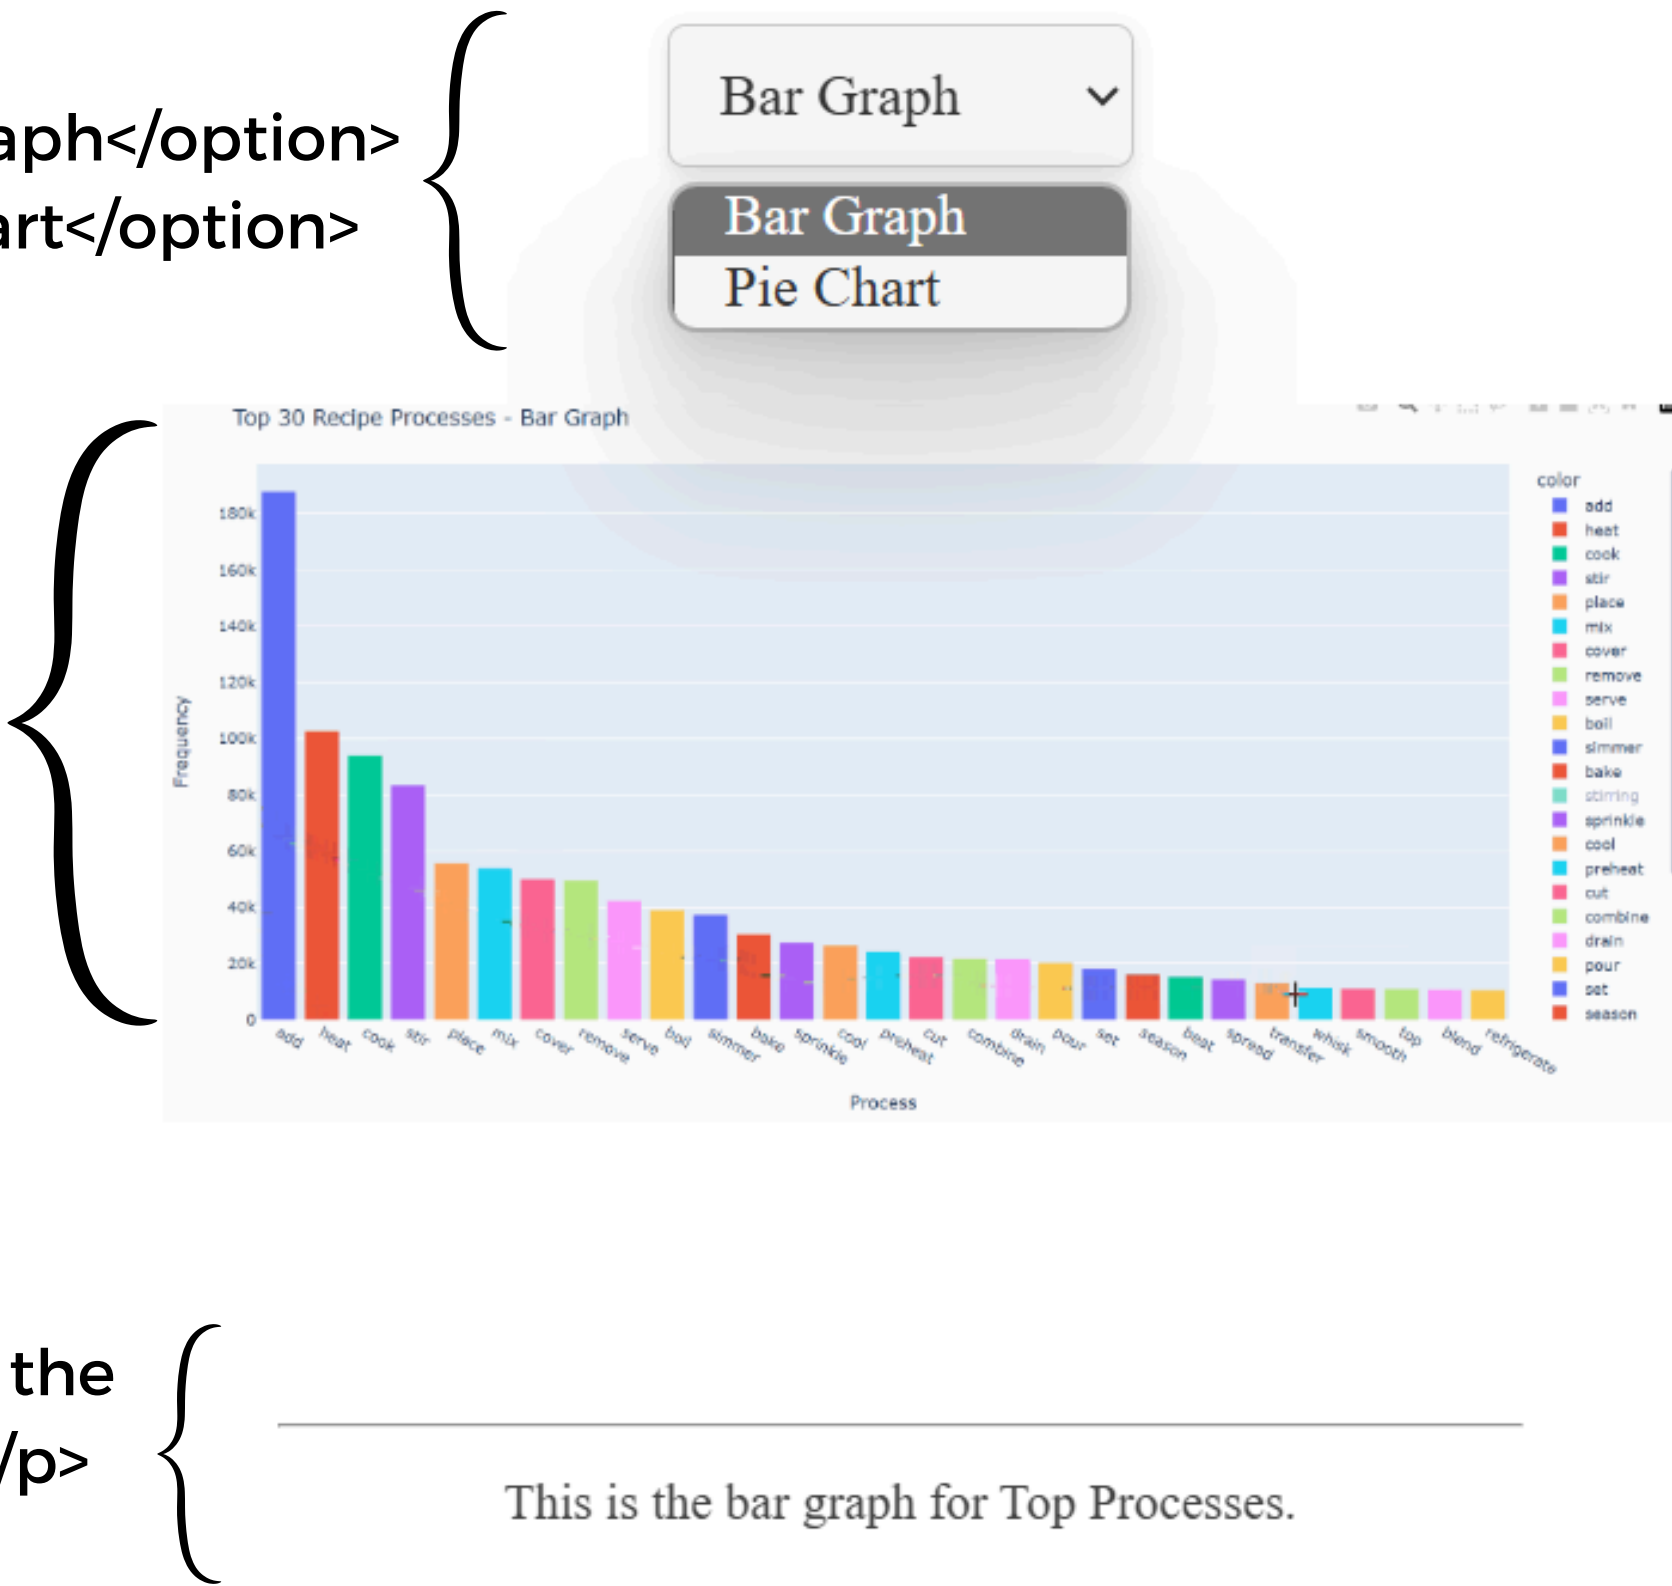 Bar Graph
aph</option>
art</option>
Bar Graph
Pie Chart
Top 30 Recipe Processes - Bar Graph
180k
160k
140k
120k
100k
80k
60k
40k
20k
0
Frequency
add heat cook stir place mix cover remove serve boil simmer bake sprinkle cool preheat cut combine drain pour set season beat spread transfer whisk smooth top blend refrigerate
Process
color
add
heat
cook
stir
place
mix
cover
remove
serve
boil
simmer
bake
stirring
sprinkle
cool
preheat
cut
combine
drain
pour
set
season
the
/p>
This is the bar graph for Top Processes.